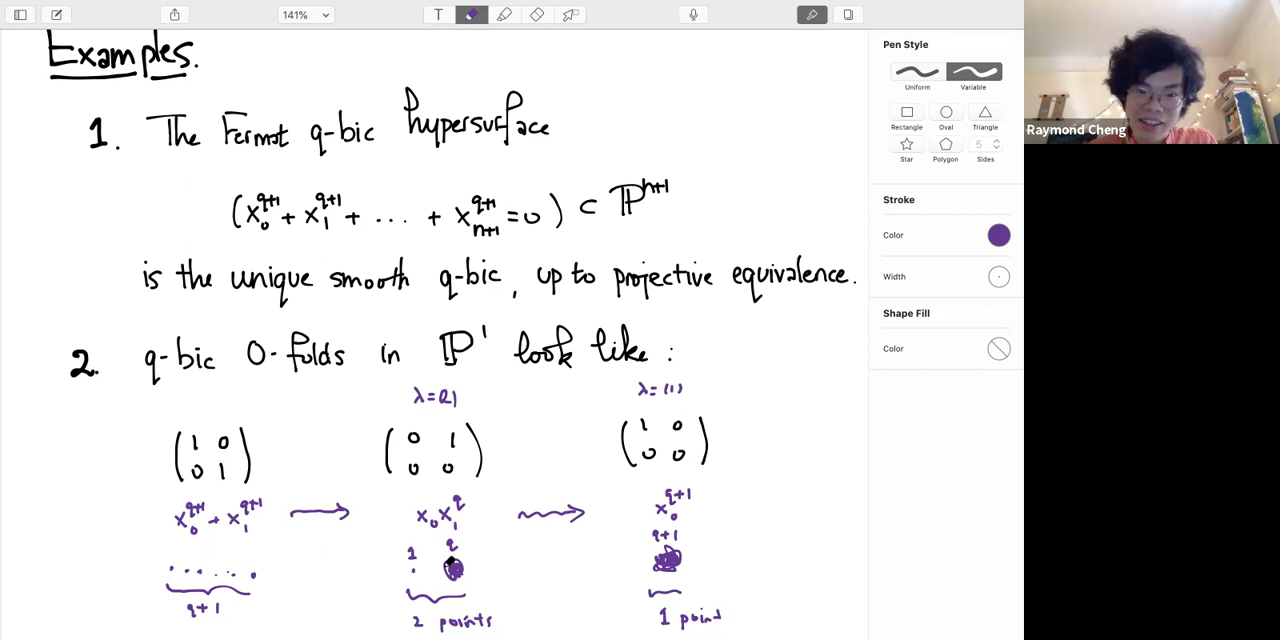 141%
T
Examples.
1. The Fermat q-bic hypersurface
(x_0^{q+1} + x_1^{q+1} + ... + x_{n+1}^{q+1} = 0) ⊂ ℙ^{n+1}
is the unique smooth q-bic, up to projective equivalence.
2. q-bic 0-folds in ℙ^1 look like:
λ=(2) λ=(1)
(1 0 (0 1 (1 0
0 1) 0 0) 0 0)
x_0^{q+1} + x_1^{q+1} ⟶ x_0 x_1^q ⇝ x_0^{q+1}
1 q q+1
q+1 2 points 1 point
Pen Style
Uniform Variable
Rectangle Oval Triangle
5
Star Polygon Sides
Stroke
Color
Width
Shape Fill
Color
Raymond Cheng